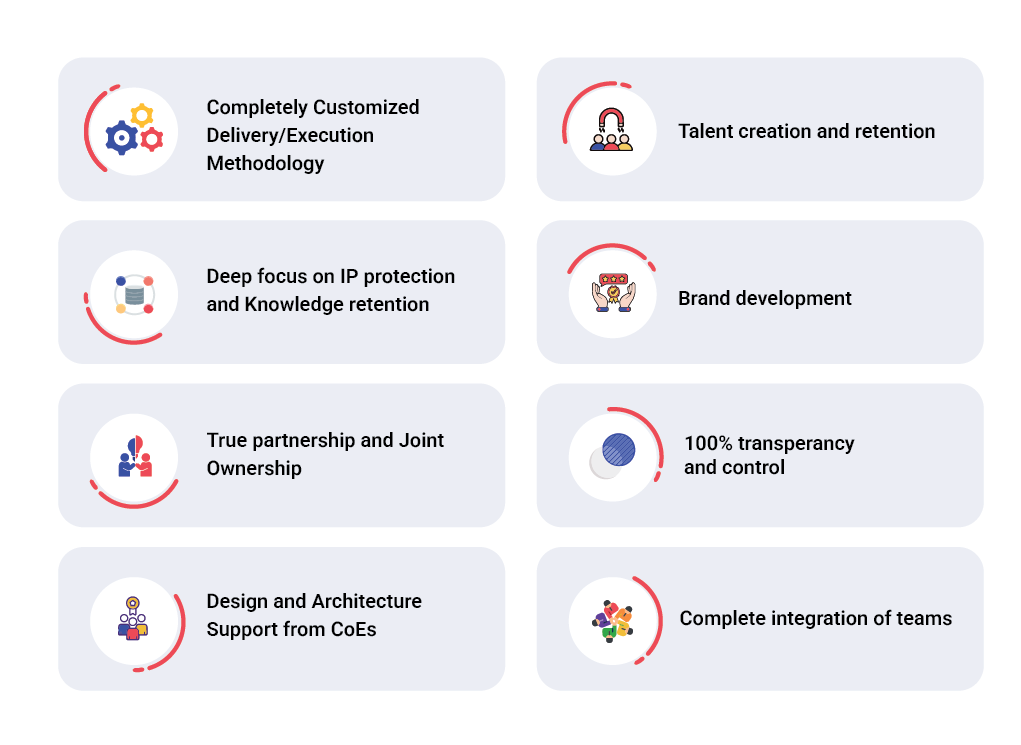 Completely Customized
Delivery/Execution
Methodology
Talent creation and retention
Deep focus on IP protection
and Knowledge retention
Brand development
True partnership and Joint
Ownership
100% transperancy
and control
Design and Architecture
Support from CoEs
Complete integration of teams